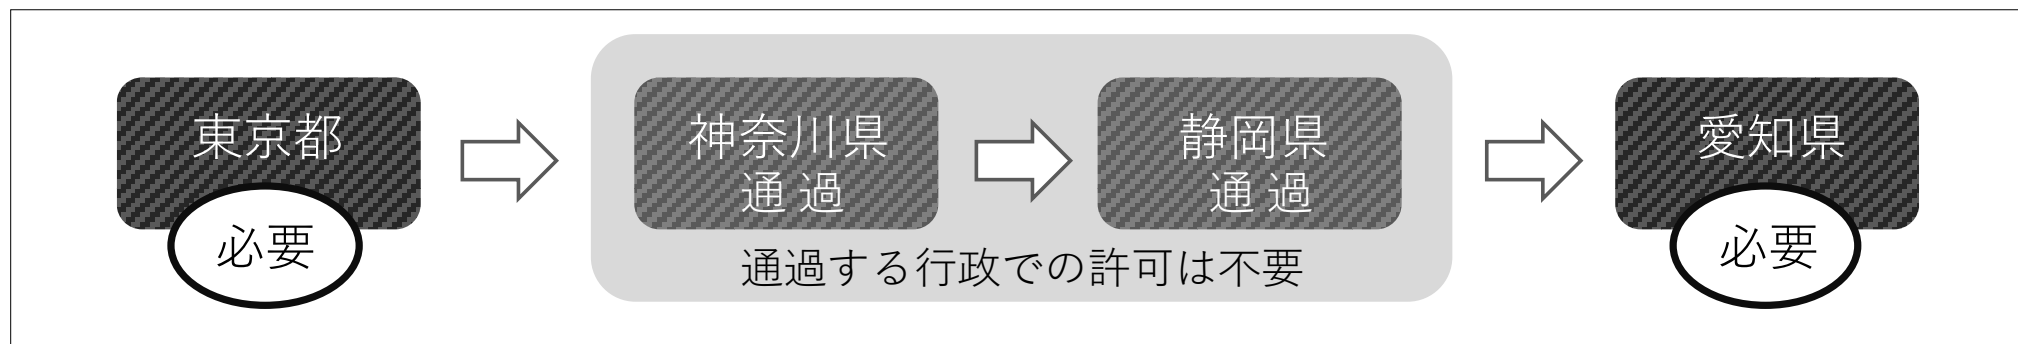 東京都
必要
神奈川県
通 過
静岡県
通 過
通過する行政での許可は不要
愛知県
必要